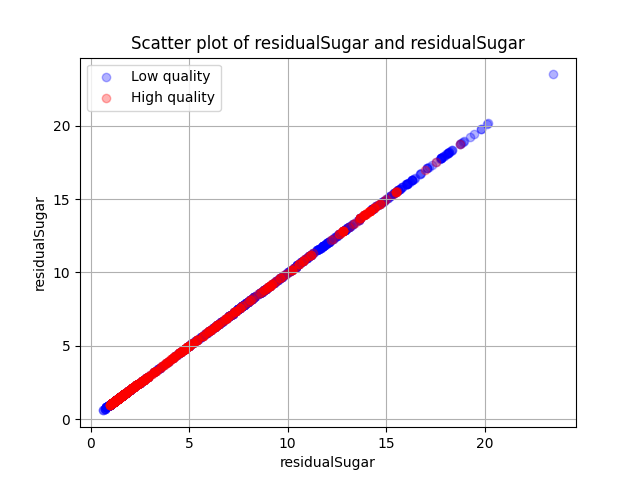 Scatter plot of residualSugar and residualSugar
Low quality
High quality
20
15
10
5
0
residualSugar
0 5 10 15 20
residualSugar